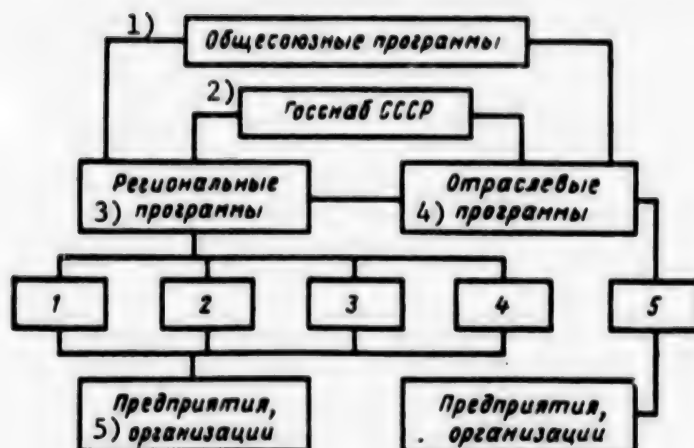 1) Общесоюзные программы
2) Госснаб СССР
Региональные
3) программы
Отраслевые
4) программы
1 2 3 4 5
Предприятия,
5) организации
Предприятия,
организации